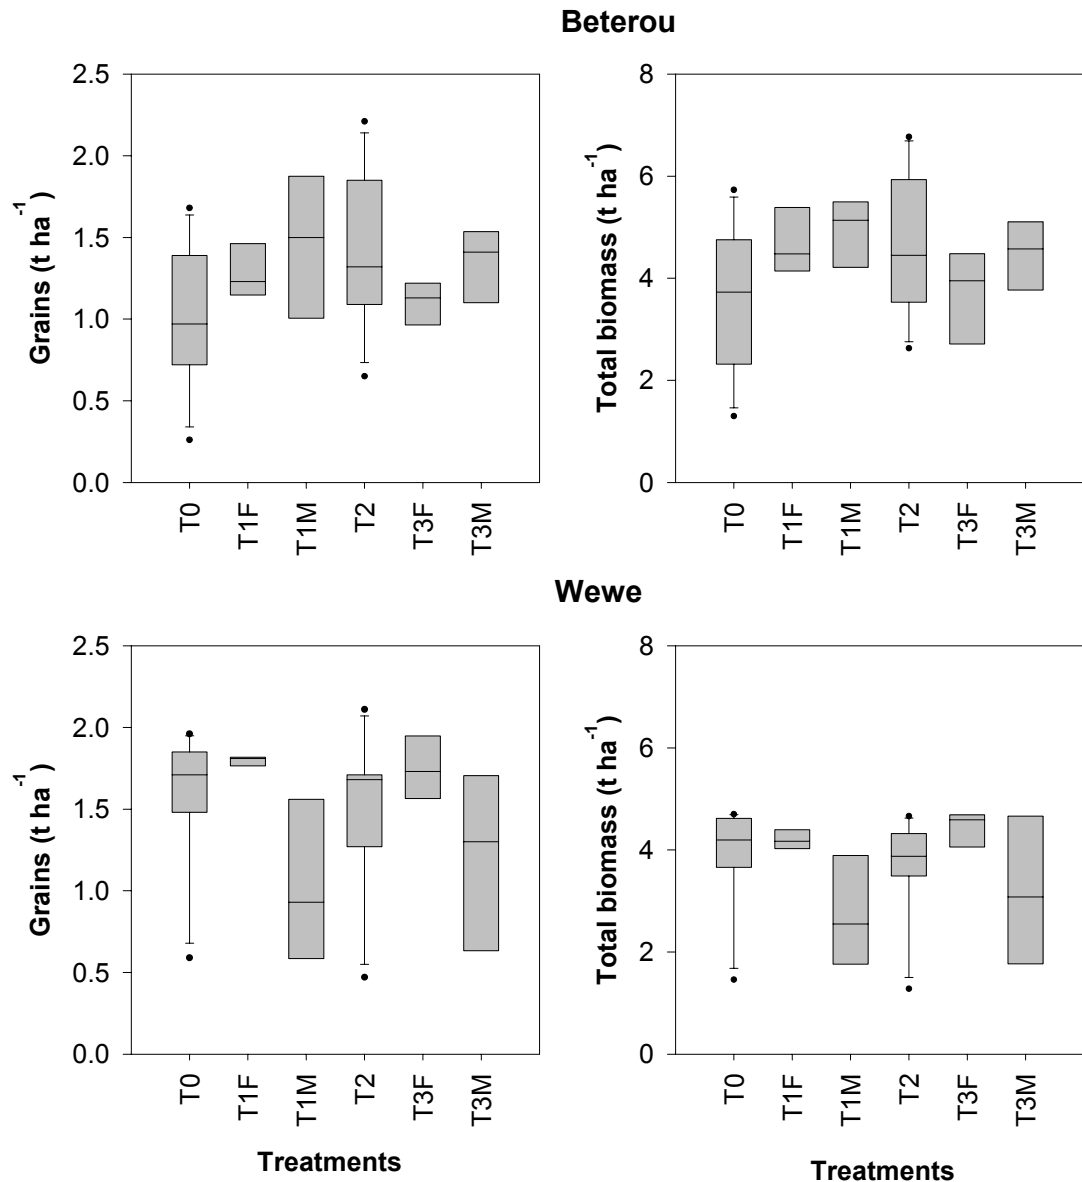 Beterou
Grains (t ha-1)
2.5
2.0
1.5
1.0
0.5
0.0
T0 T1F T1M T2 T3F T3M
Total biomass (t ha-1)
8
6
4
2
0
T0 T1F T1M T2 T3F T3M
Wewe
Grains (t ha-1)
2.5
2.0
1.5
1.0
0.5
0.0
T0 T1F T1M T2 T3F T3M
Treatments
Total biomass (t ha-1)
8
6
4
2
0
T0 T1F T1M T2 T3F T3M
Treatments